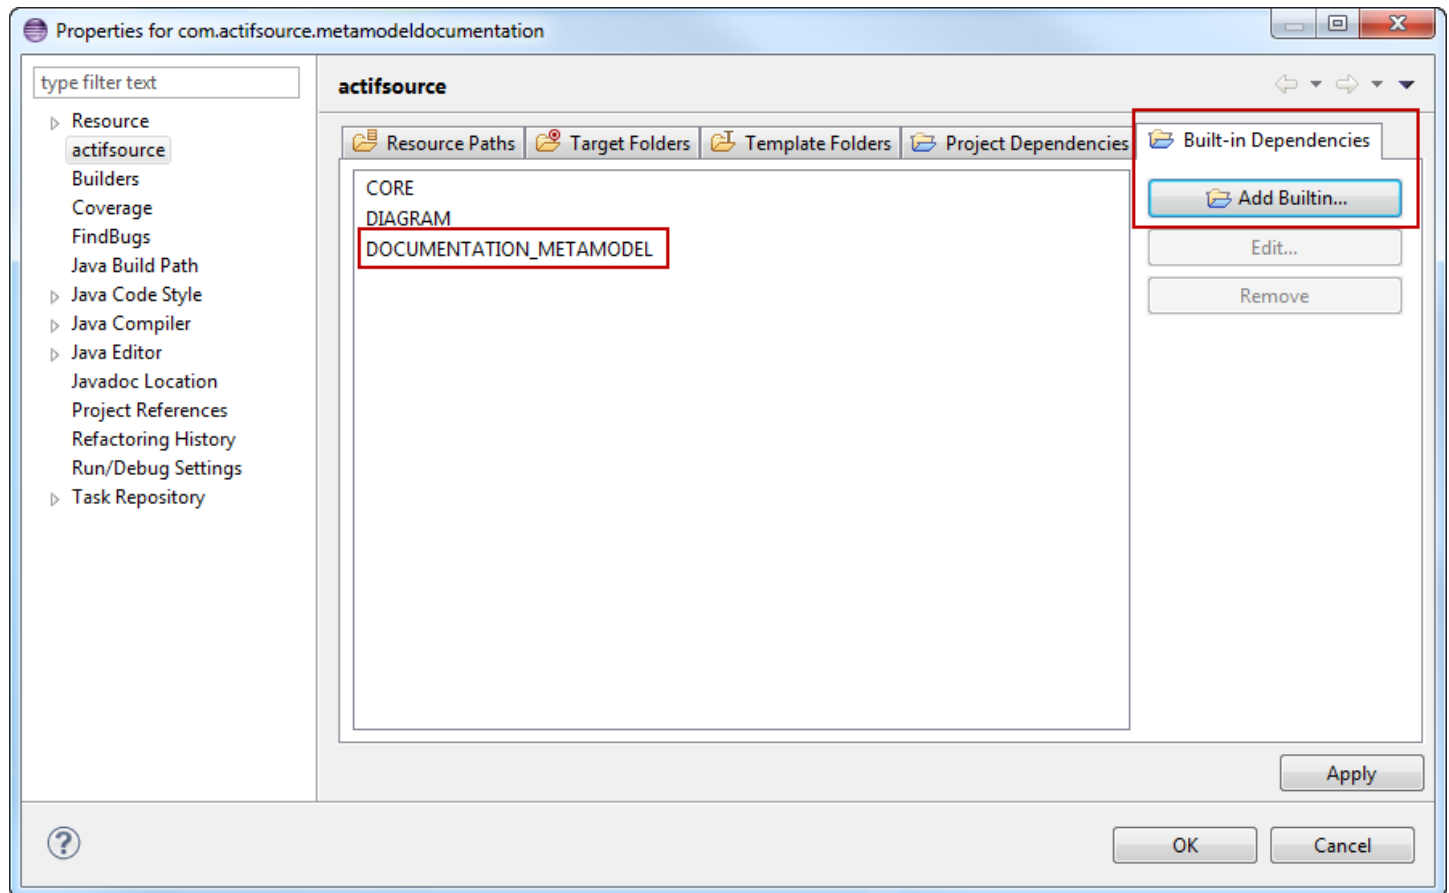 Properties for com.actifsource.metamodeldocumentation
type filter text
Resource
actifsource
Builders
Coverage
FindBugs
Java Build Path
Java Code Style
Java Compiler
Java Editor
Javadoc Location
Project References
Refactoring History
Run/Debug Settings
Task Repository
actifsource
Resource Paths Target Folders Template Folders Project Dependencies Built-in Dependencies
CORE
DIAGRAM
DOCUMENTATION_METAMODEL
Add Builtin...
Edit...
Remove
Apply
OK Cancel